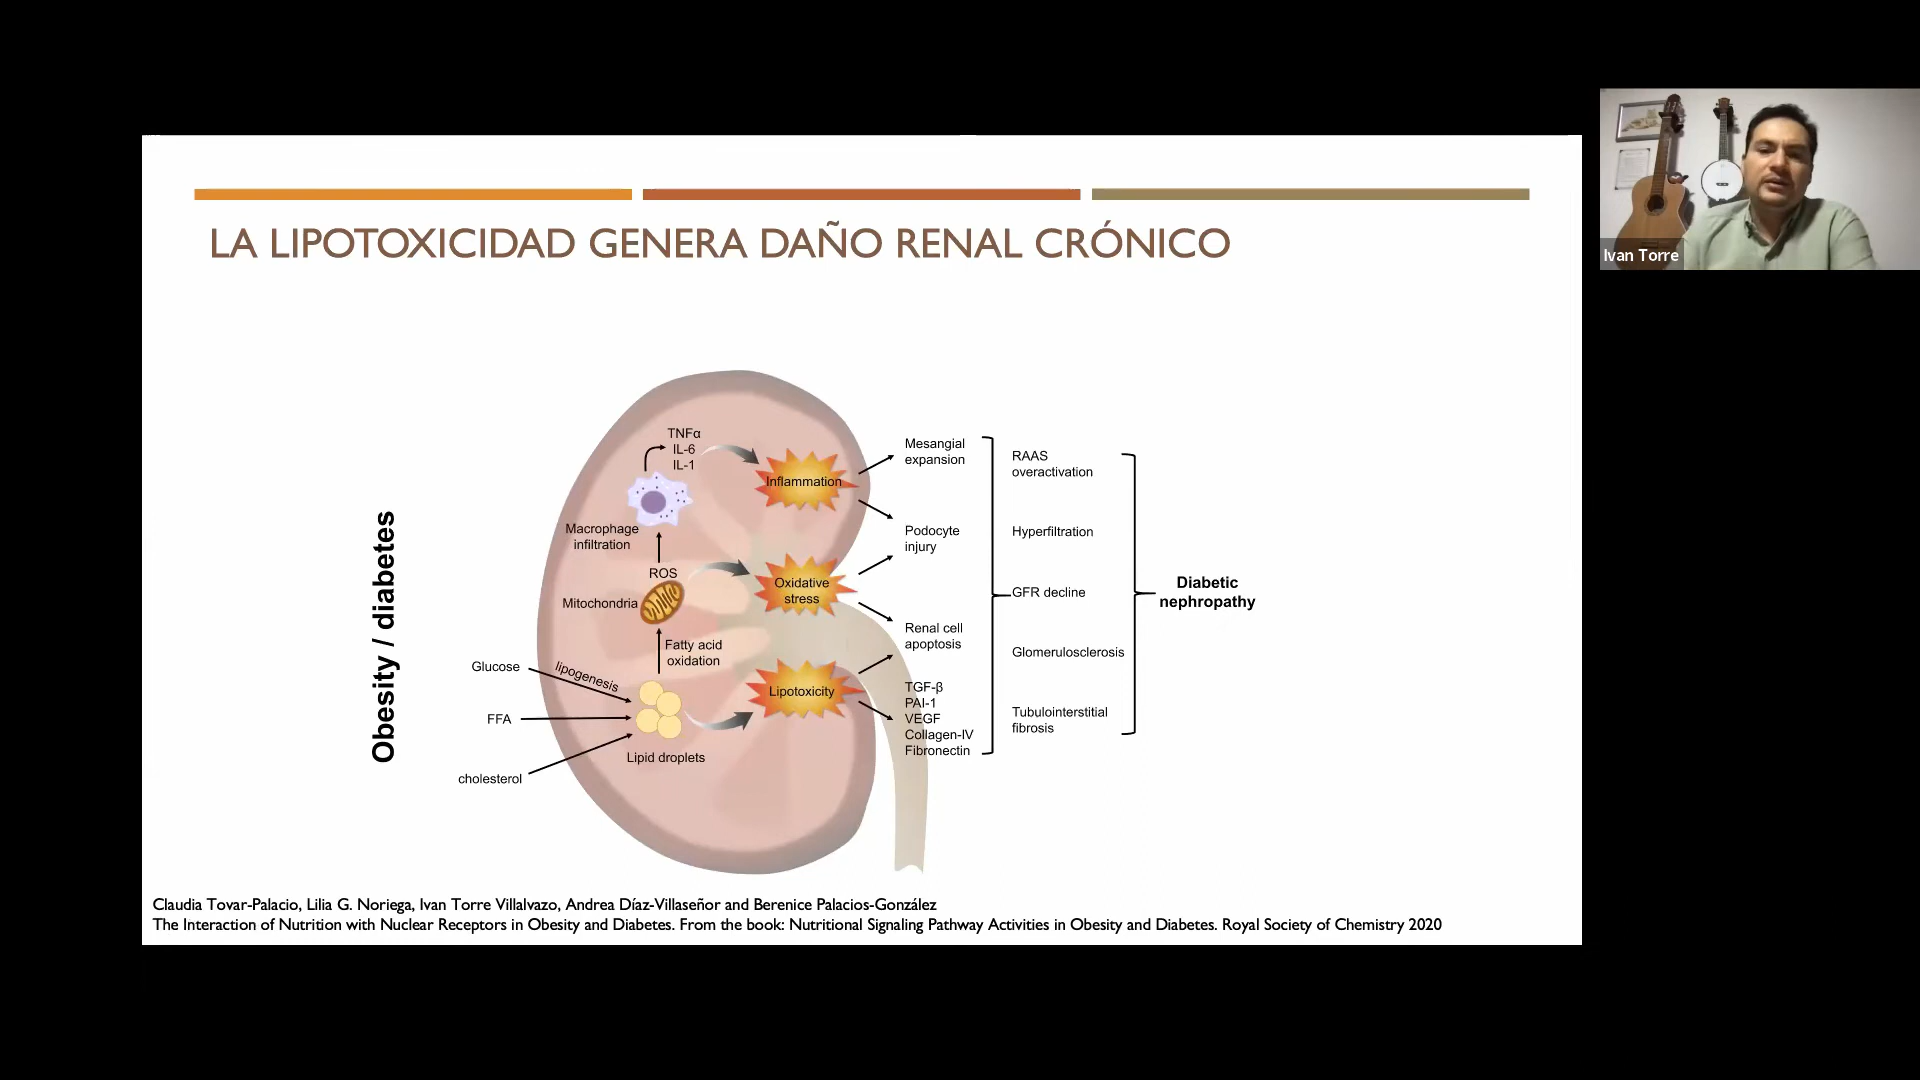 LA LIPOTOXICIDAD GENERA DAÑO RENAL CRÓNICO
Ivan Torre
Obesity / diabetes
Glucose
FFA
cholesterol
lipogenesis
Lipid droplets
Fatty acid
oxidation
Mitochondria
ROS
Macrophage
infiltration
TNFα
IL-6
IL-1
Inflammation
Oxidative
stress
Lipotoxicity
Mesangial
expansion
Podocyte
injury
Renal cell
apoptosis
TGF-β
PAI-1
VEGF
Collagen-IV
Fibronectin
RAAS
overactivation
Hyperfiltration
GFR decline
Glomerulosclerosis
Tubulointerstitial
fibrosis
Diabetic
nephropathy
Claudia Tovar-Palacio, Lilia G. Noriega, Ivan Torre Villalvazo, Andrea Díaz-Villaseñor and Berenice Palacios-González
The Interaction of Nutrition with Nuclear Receptors in Obesity and Diabetes. From the book: Nutritional Signaling Pathway Activities in Obesity and Diabetes. Royal Society of Chemistry 2020